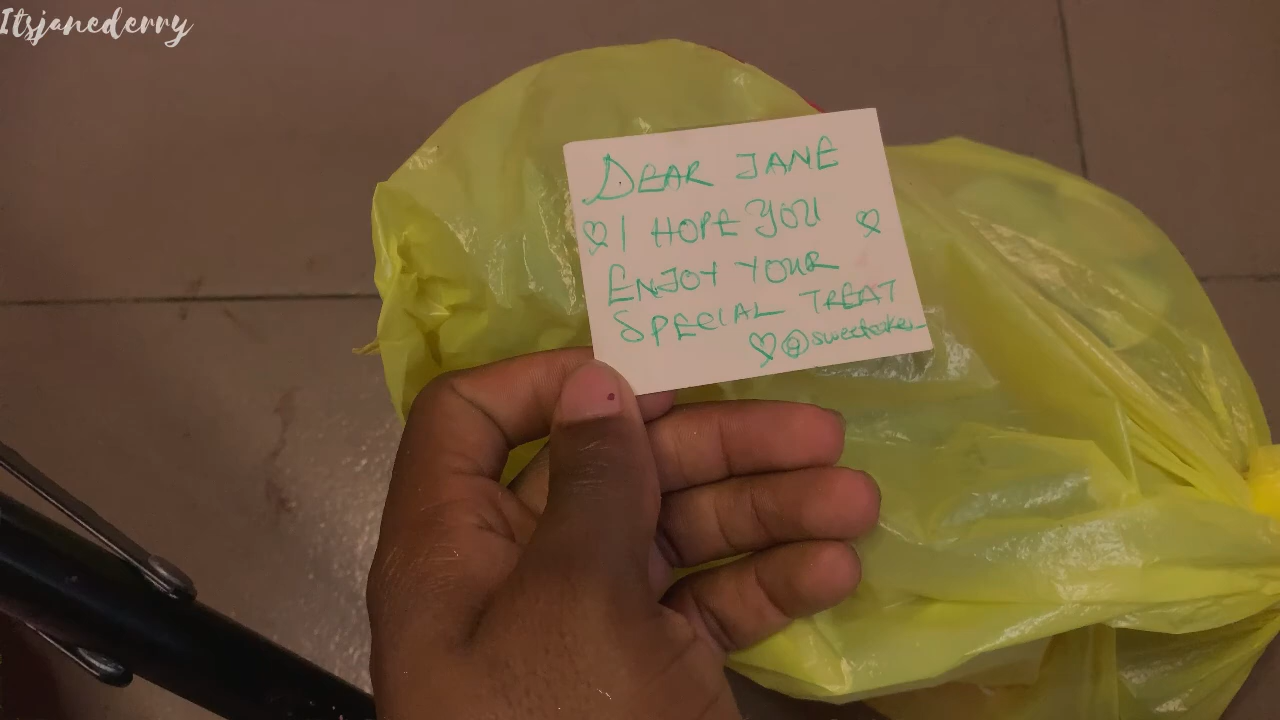 Itsjanederry
DEAR JANE
I HOPE YOU
ENJOY YOUR
SPECIAL TREAT